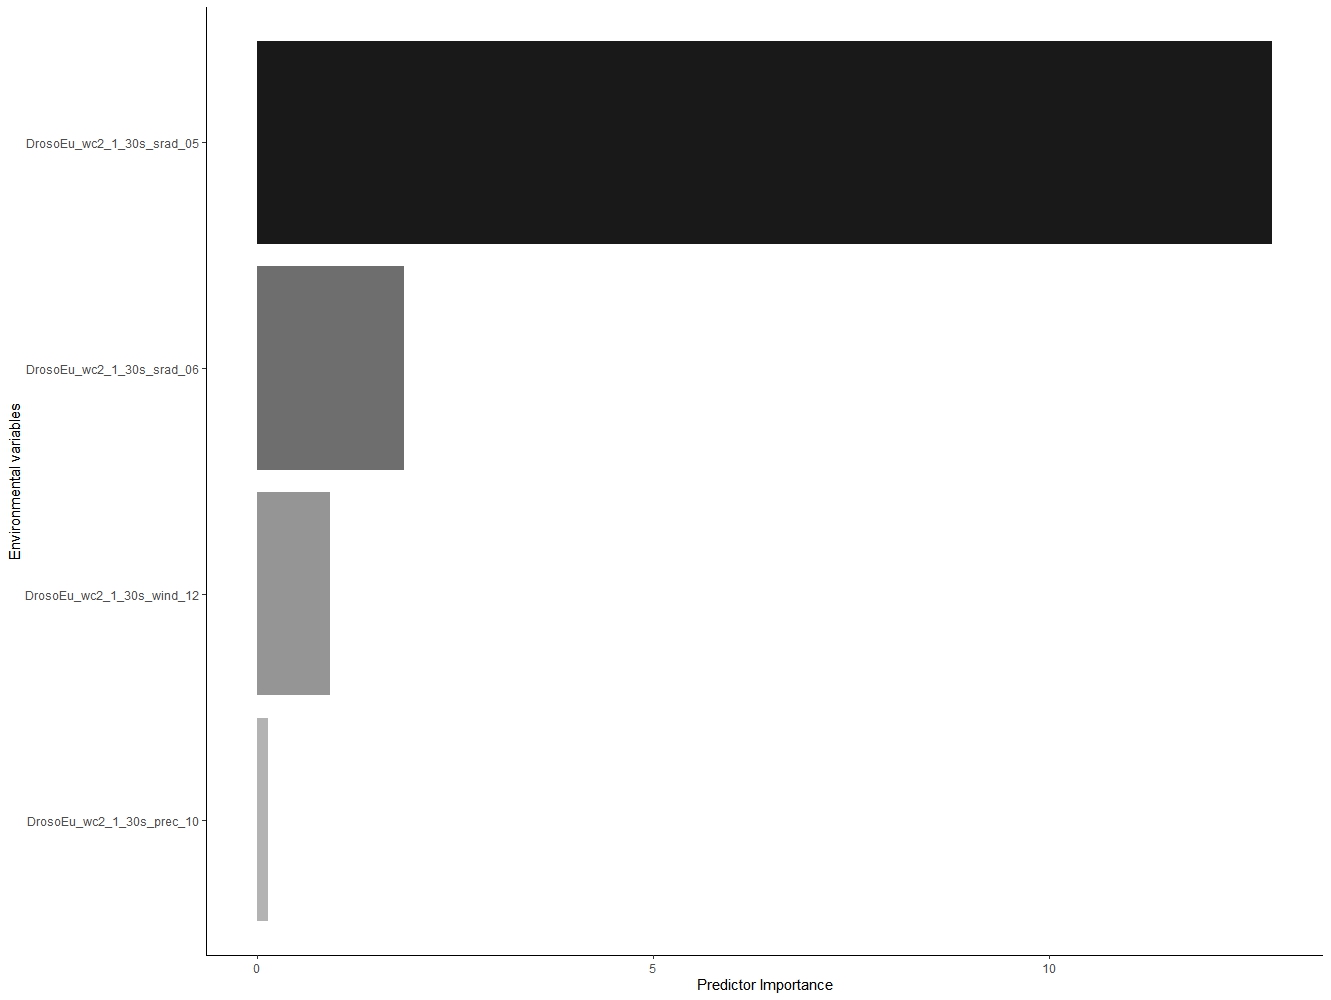 Environmental variables
DrosoEu_wc2_1_30s_srad_05
DrosoEu_wc2_1_30s_srad_06
DrosoEu_wc2_1_30s_wind_12
DrosoEu_wc2_1_30s_prec_10
0
5
10
Predictor Importance